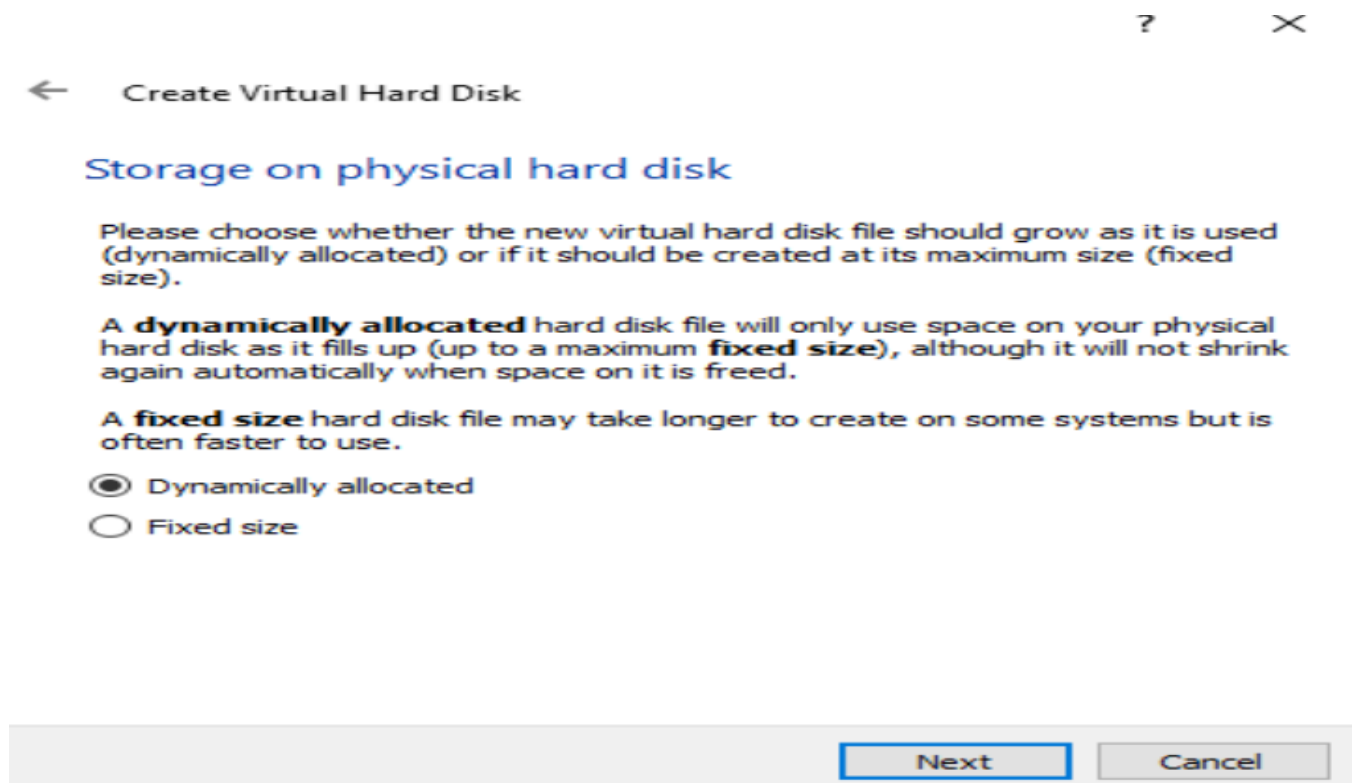 ?
Create Virtual Hard Disk
Storage on physical hard disk
Please choose whether the new virtual hard disk file should grow as it is used
(dynamically allocated) or if it should be created at its maximum size (fixed
size).
A dynamically allocated hard disk file will only use space on your physical
hard disk as it fills up (up to a maximum fixed size), although it will not shrink
again automatically when space on it is freed.
A fixed size hard disk file may take longer to create on some systems but is
often faster to use.
Dynamically allocated
Fixed size
Next Cancel